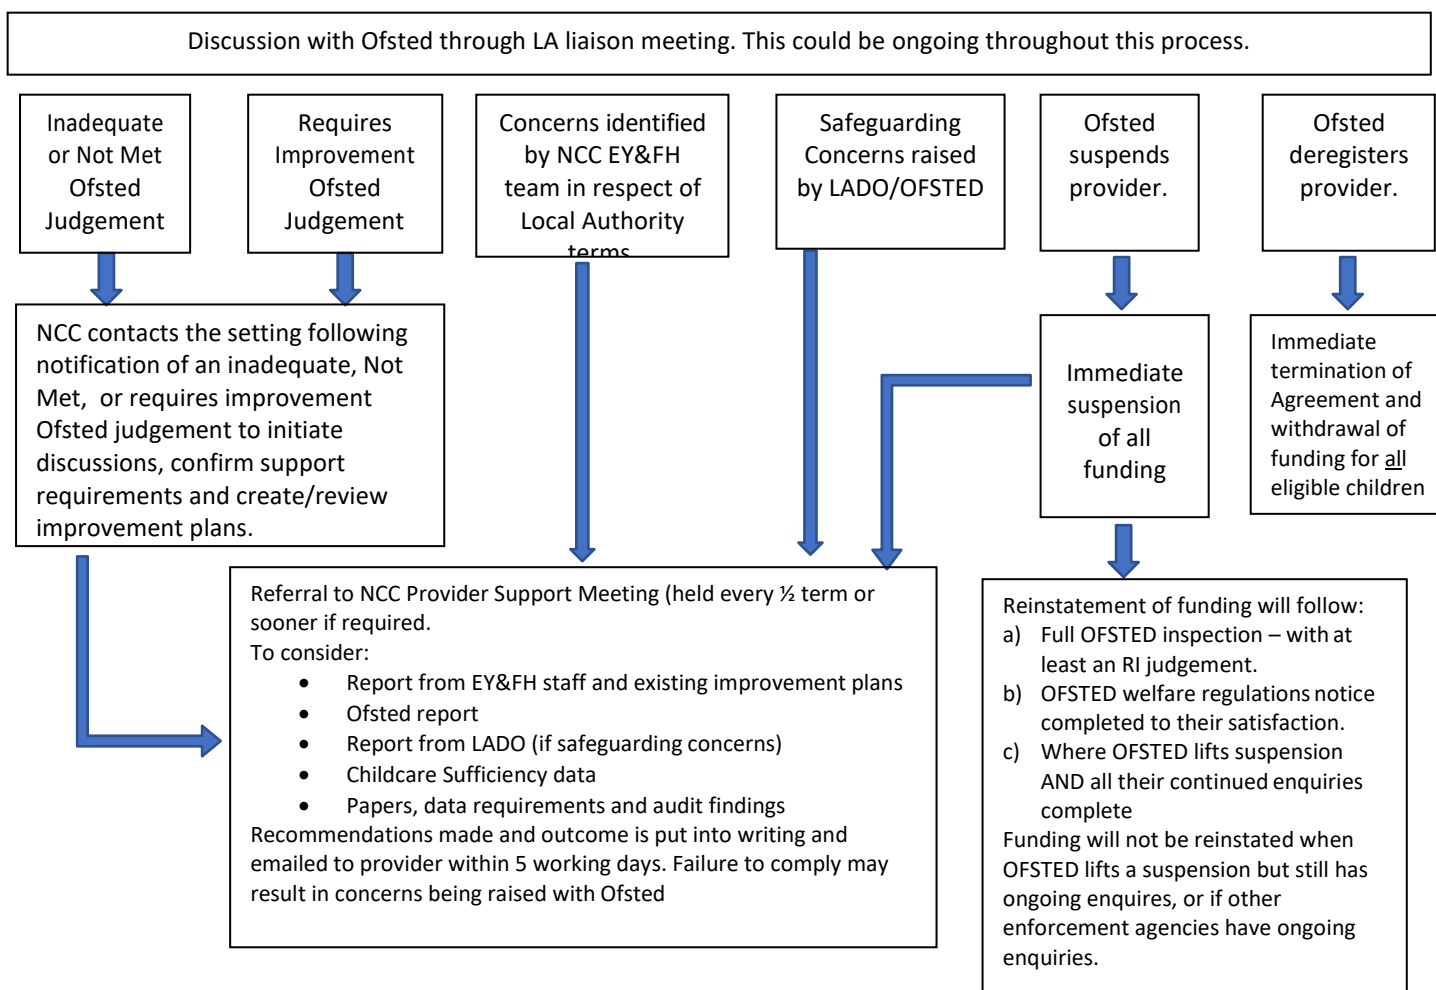 Discussion with Ofsted through LA liaison meeting. This could be ongoing throughout this process.
Inadequate
or Not Met
Ofsted
Judgement
Requires
Improvement
Ofsted
Judgement
Concerns identified
by NCC EY&FH
team in respect of
Local Authority
terms
Safeguarding
Concerns raised
by LADO/OFSTED
Ofsted
suspends
provider.
Ofsted
deregisters
provider.
NCC contacts the setting following
notification of an inadequate, Not
Met,  or requires improvement
Ofsted judgement to initiate
discussions, confirm support
requirements and create/review
improvement plans.
Immediate
suspension
of all
funding
Immediate
termination of
Agreement and
withdrawal of
funding for all
eligible children
Referral to NCC Provider Support Meeting (held every ½ term or
sooner if required.
To consider:
• Report from EY&FH staff and existing improvement plans
• Ofsted report
• Report from LADO (if safeguarding concerns)
• Childcare Sufficiency data
• Papers, data requirements and audit findings
Recommendations made and outcome is put into writing and
emailed to provider within 5 working days. Failure to comply may
result in concerns being raised with Ofsted
Reinstatement of funding will follow:
a) Full OFSTED inspection – with at
least an RI judgement.
b) OFSTED welfare regulations notice
completed to their satisfaction.
c) Where OFSTED lifts suspension
AND all their continued enquiries
complete
Funding will not be reinstated when
OFSTED lifts a suspension but still has
ongoing enquires, or if other
enforcement agencies have ongoing
enquiries.